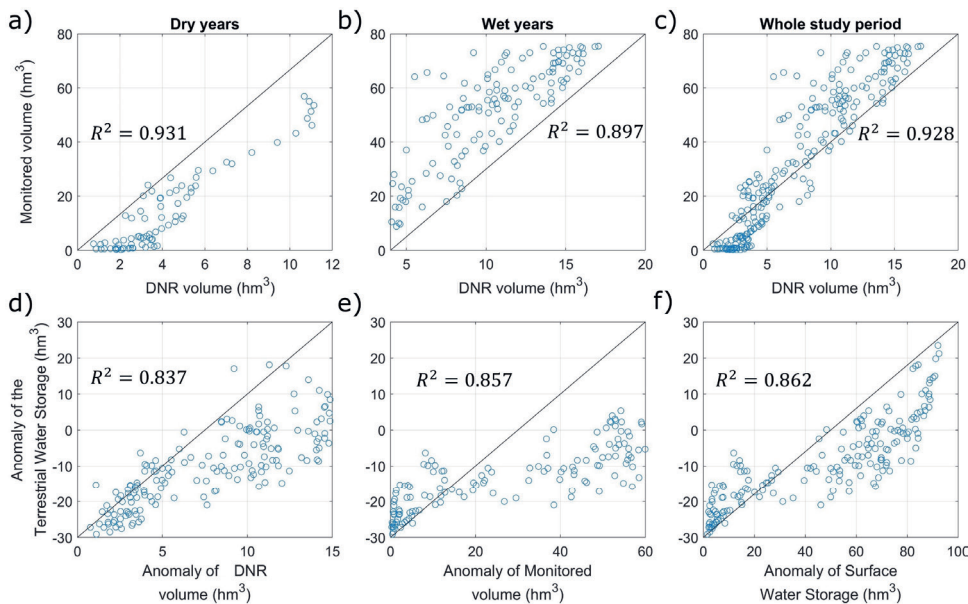 a)
Dry years
b)
Wet years
c)
Whole study period
Monitored volume (hm³)
80
60
40
20
0
R² = 0.931
0 2 4 6 8 10 12
DNR volume (hm³)
80
60
40
20
0
R² = 0.897
5 10 15 20
DNR volume (hm³)
80
60
40
20
0
R² = 0.928
0 5 10 15 20
DNR volume (hm³)
d)
e)
f)
Anomaly of the
Terrestrial Water Storage (hm³)
30
20
10
0
-10
-20
-30
R² = 0.837
0 5 10 15
Anomaly of DNR
volume (hm³)
30
20
10
0
-10
-20
-30
R² = 0.857
0 20 40 60
Anomaly of Monitored
volume (hm³)
30
20
10
0
-10
-20
-30
R² = 0.862
0 20 40 60 80 100
Anomaly of Surface
Water Storage (hm³)